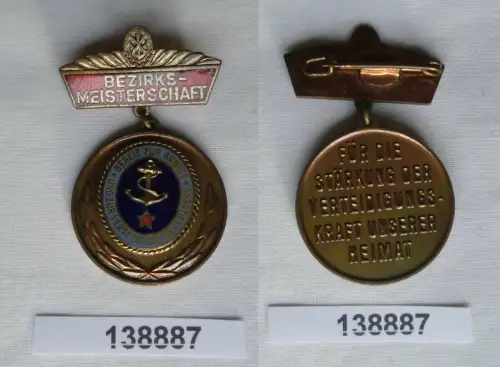 BEZIRKS-
MEISTERSCHAFT
138887
FÜR DIE
STÄRKUNG DER
VERTEIDIGUNGS-
KRAFT UNSERER
HEIMAT
138887